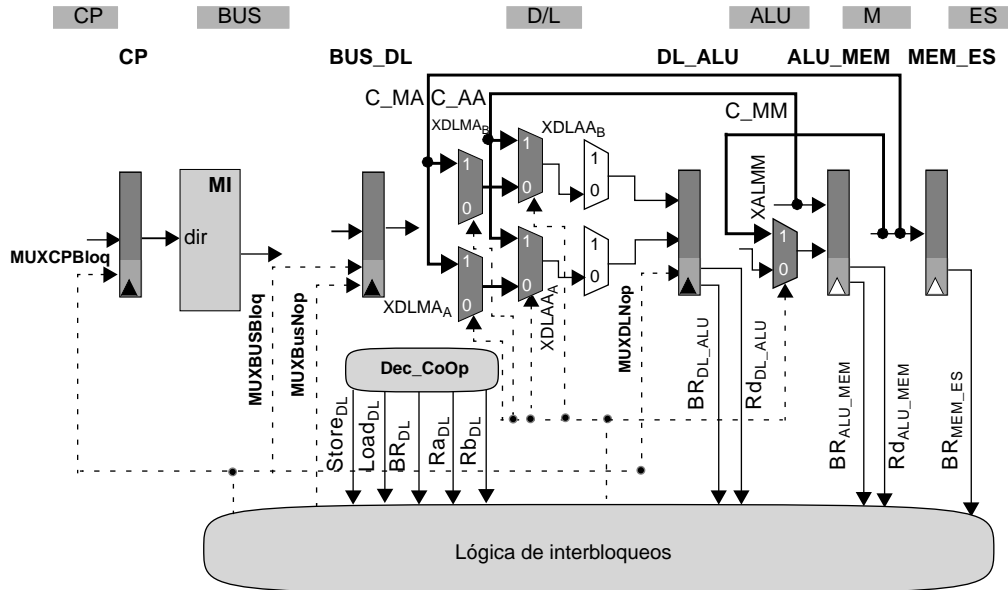 CP BUS D/L ALU M ES
CP BUS_DL DL_ALU ALU_MEM MEM_ES
C_MA C_AA C_MM
XDLMA_B XDLAA_B
1 1 1
0 0 0
XALMM
MI
dir
MUXCPBloq
1 1 1 1
0 0 0 0
XDLMA_A
XDLAA_A
MUXBUSBloq
MUXBusNop
MUXDLNop
Dec_CoOp
Store_DL
Load_DL
BR_DL
Ra_DL
Rb_DL
BR_DL_ALU
Rd_DL_ALU
BR_ALU_MEM
Rd_ALU_MEM
BR_MEM_ES
Lógica de interbloqueos